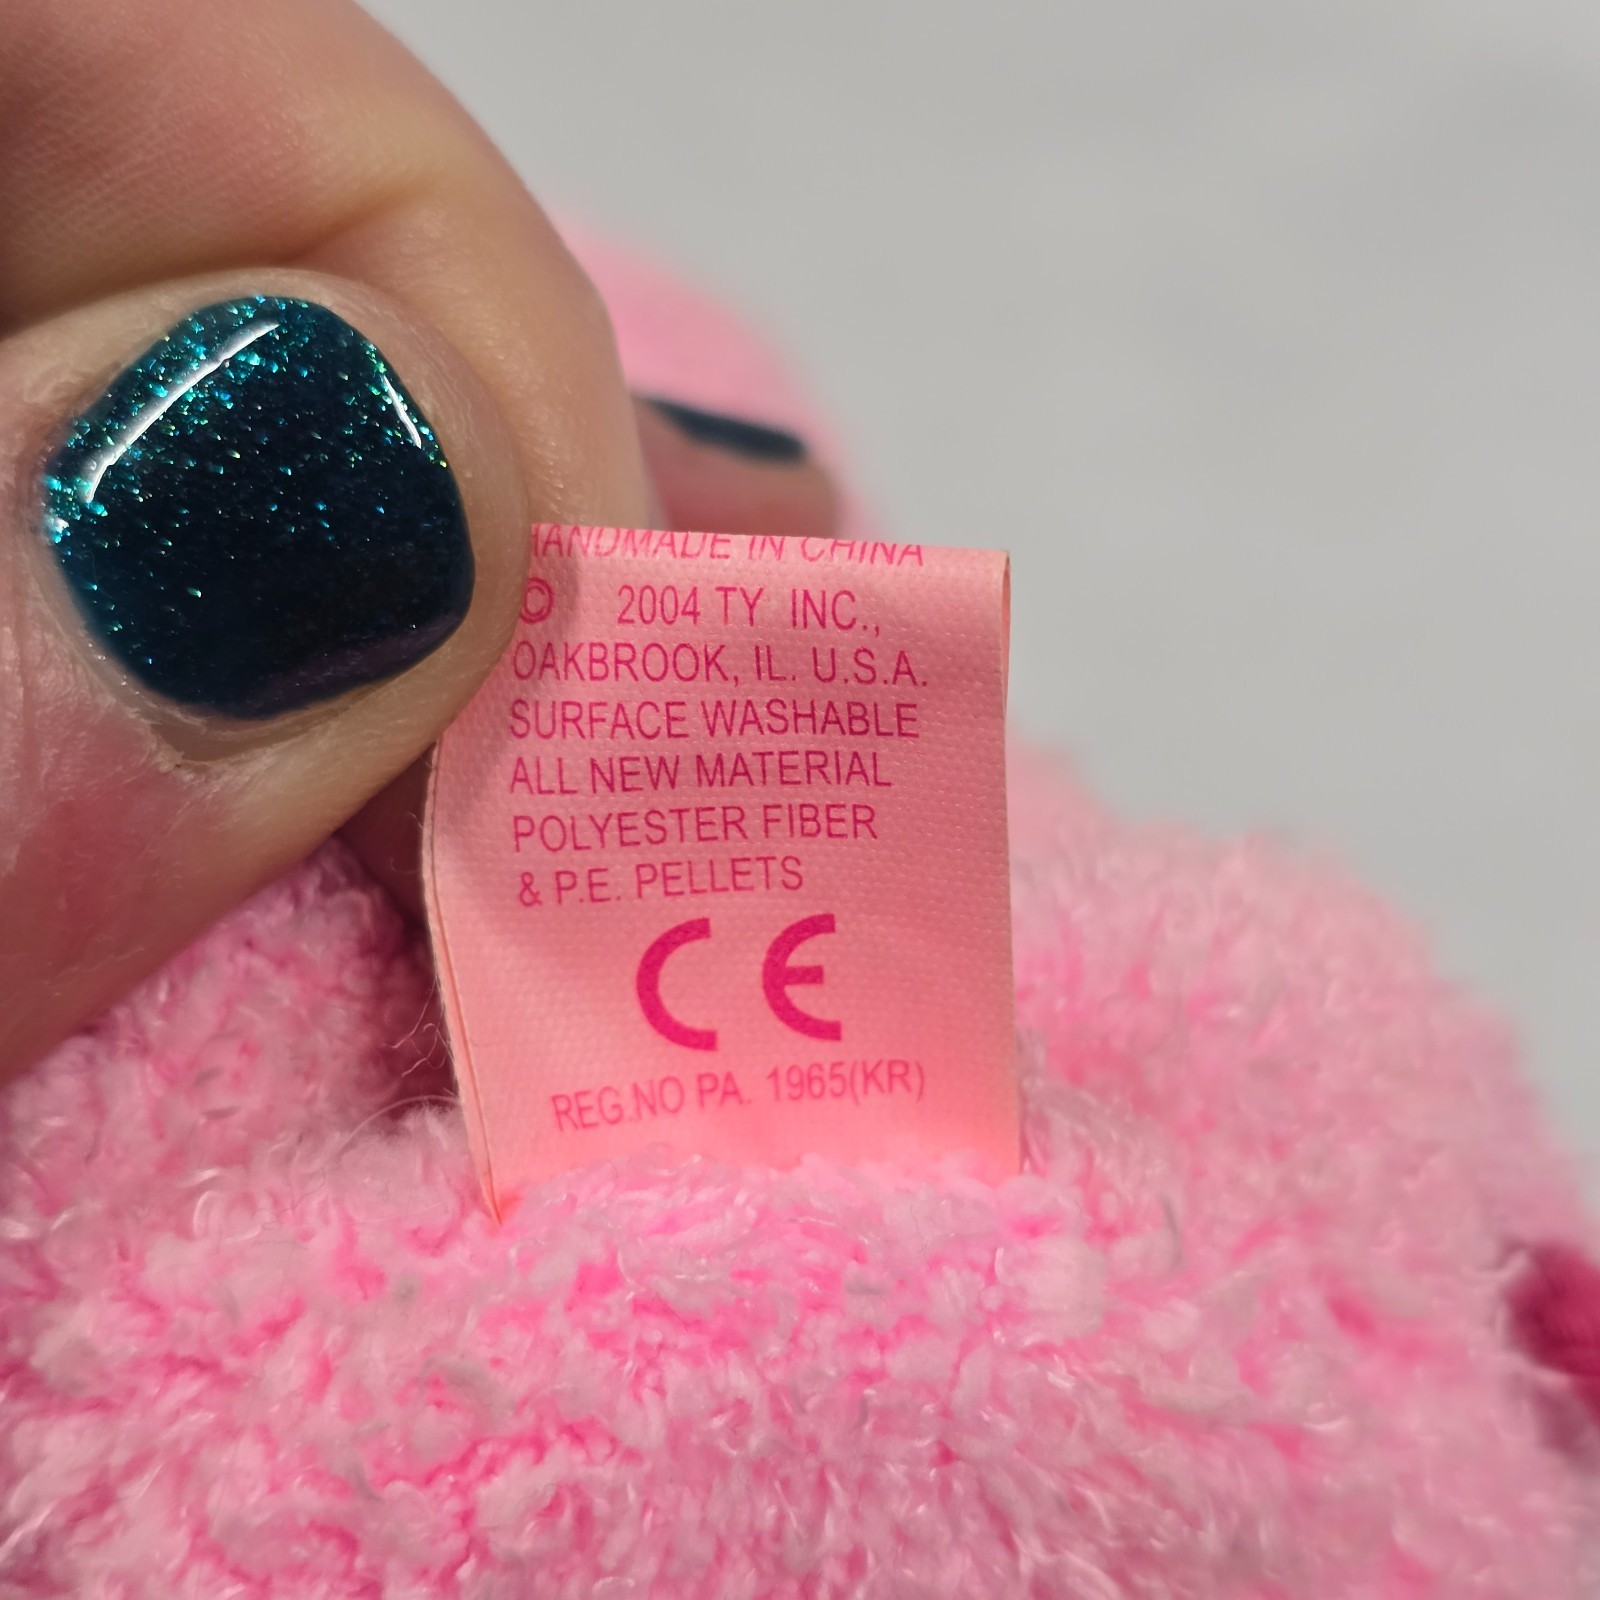 HANDMADE IN CHINA
© 2004 TY INC.,
OAKBROOK, IL. U.S.A.
SURFACE WASHABLE
ALL NEW MATERIAL
POLYESTER FIBER
& P.E. PELLETS
CE
REG.NO PA. 1965(KR)